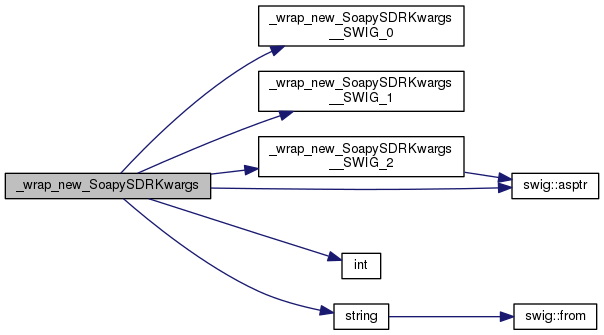 _wrap_new_SoapySDRKwargs
__SWIG_0
_wrap_new_SoapySDRKwargs
__SWIG_1
_wrap_new_SoapySDRKwargs
__SWIG_2
_wrap_new_SoapySDRKwargs
swig::asptr
int
string
swig::from